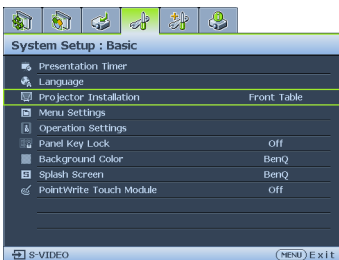 System Setup : Basic
Presentation Timer
Language
Projector Installation Front Table
Menu Settings
Operation Settings
Panel Key Lock Off
Background Color BenQ
Splash Screen BenQ
PointWrite Touch Module Off
S-VIDEO MENU Exit